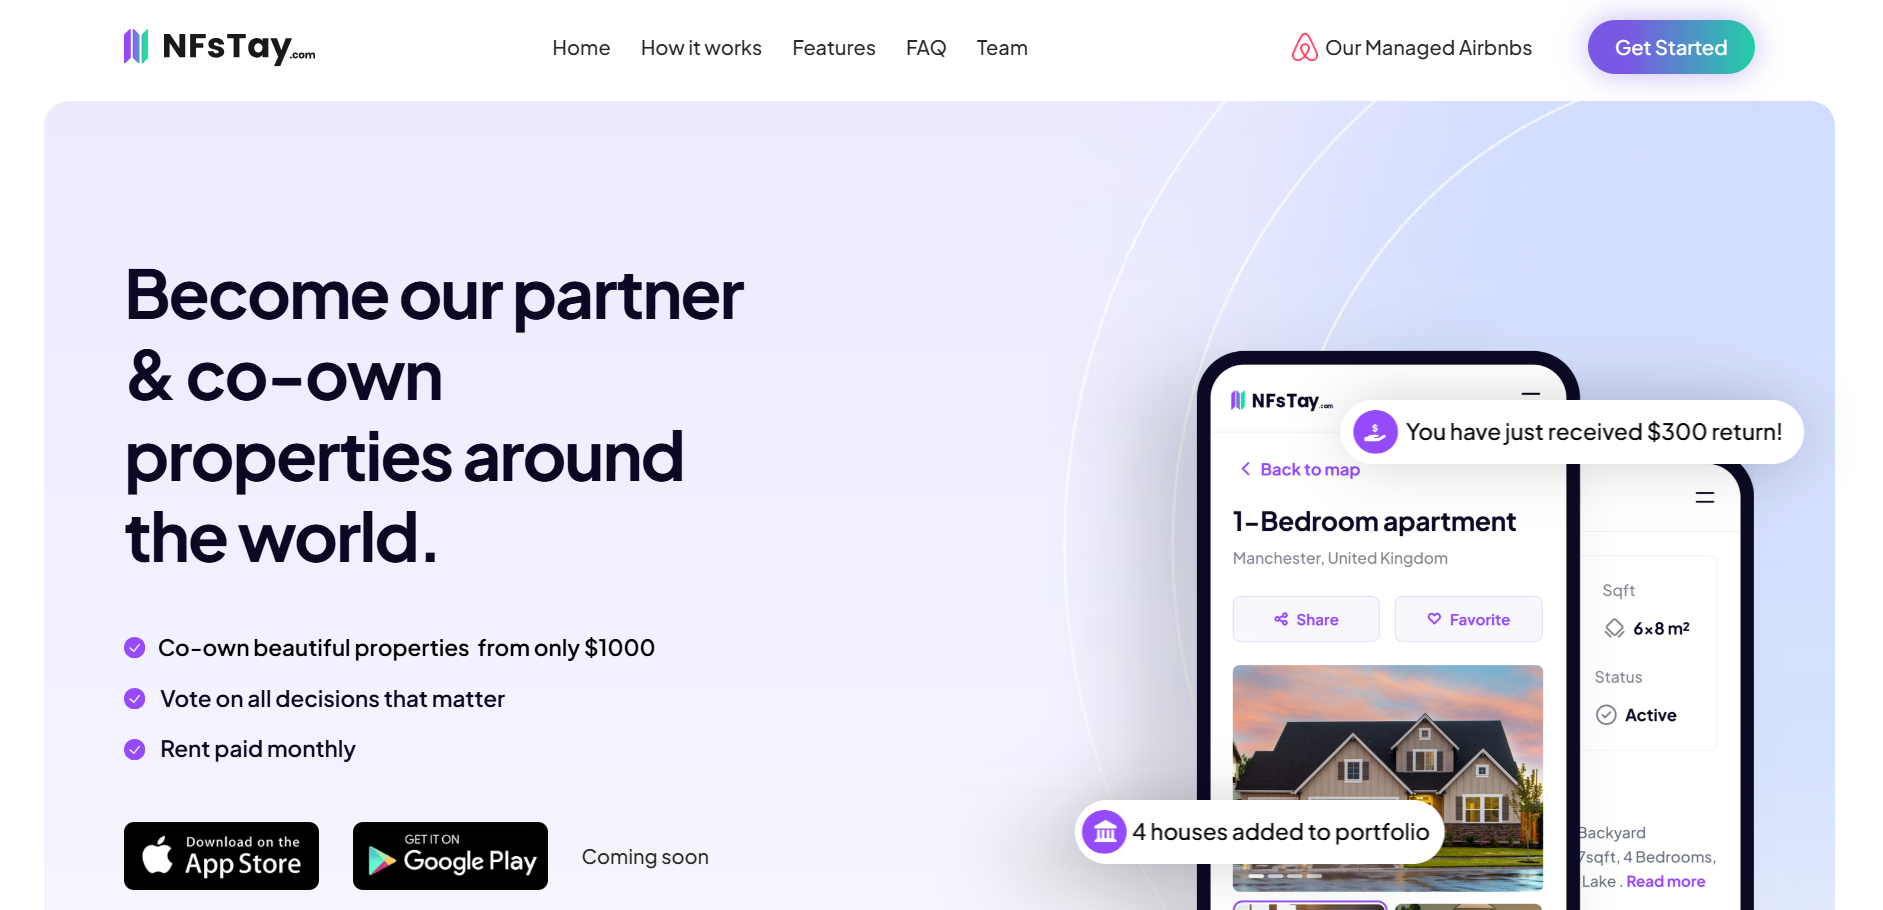 NFsTay.com
Home
How it works
Features
FAQ
Team
Our Managed Airbnbs
Get Started
Become our partner
& co-own
properties around
the world.
Co-own beautiful properties from only $1000
Vote on all decisions that matter
Rent paid monthly
Download on the
App Store
GET IT ON
Google Play
Coming soon
NFsTay.com
You have just received $300 return!
Back to map
1-Bedroom apartment
Manchester, United Kingdom
Share
Favorite
4 houses added to portfolio
Sqft
6×8 m²
Status
Active
Backyard
7sqft, 4 Bedrooms,
Lake . Read more